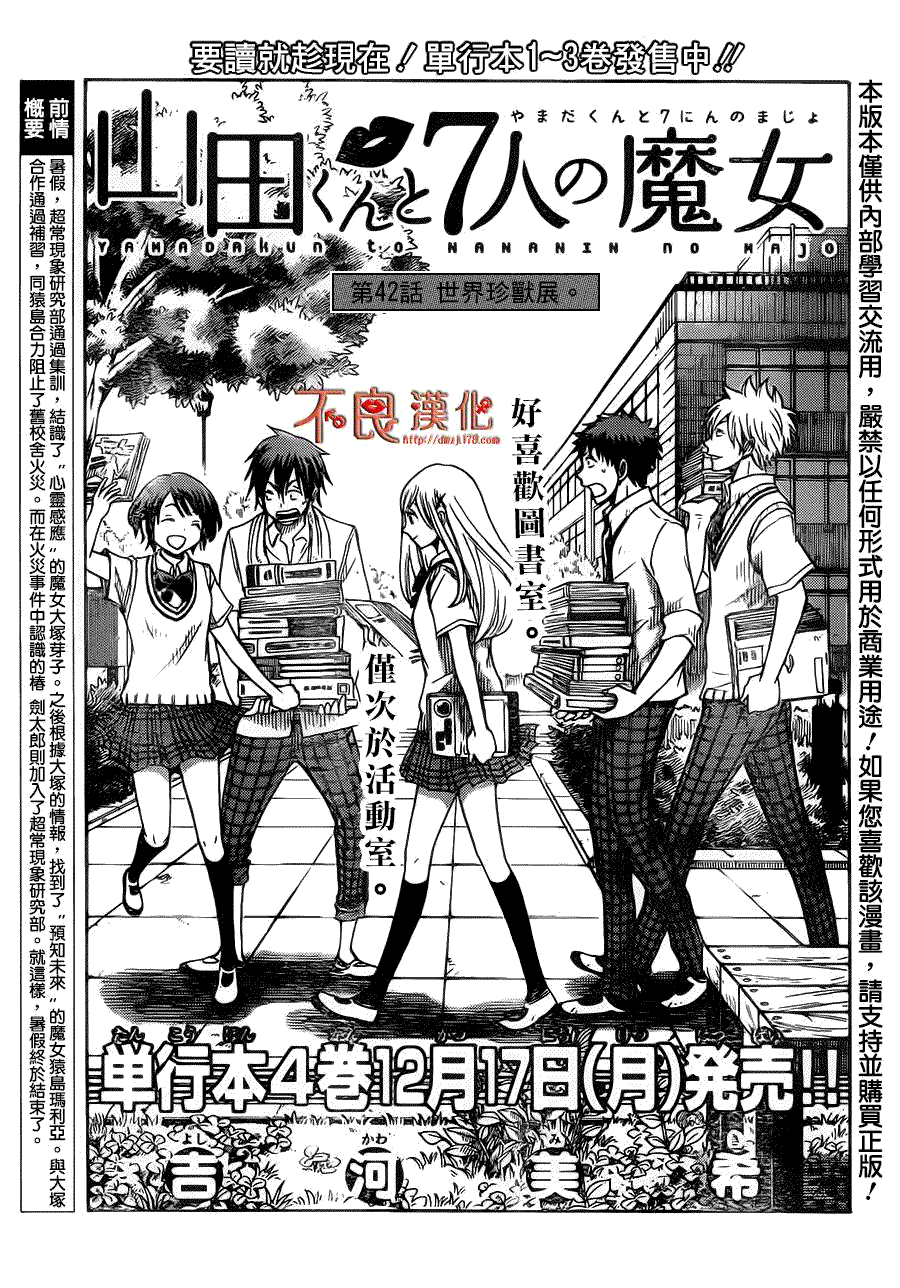 要讀就趁現在！單行本1~3卷發售中!!
やまだくんと7にんのまじょ
山田くんと7人の魔女
YAMADAKUN to NANANIN no MAJO
第42話 世界珍獸展。
本版本僅供內部學習交流用，嚴禁以任何形式用於商業用途！如果您喜歡該漫畫，請支持並購買正版！
不良漢化
http://dmzj178.com
好喜歡圖書室。
僅次於活動室。
前情
概要
暑假，超常現象研究部通過集訓，結識了“心靈感應”的魔女大塚芽子。之後根據大塚的情報，找到了“預知未來”的魔女猿島瑪利亞。與大塚
合作通過補習，同猿島合力阻止了舊校舍火災。而在火災事件中認識的椿 劍太郎則加入了超常現象研究部。就這樣，暑假終於結束了。
単行本4巻12月17日(月)発売!!
よし かわ み き
吉河美希